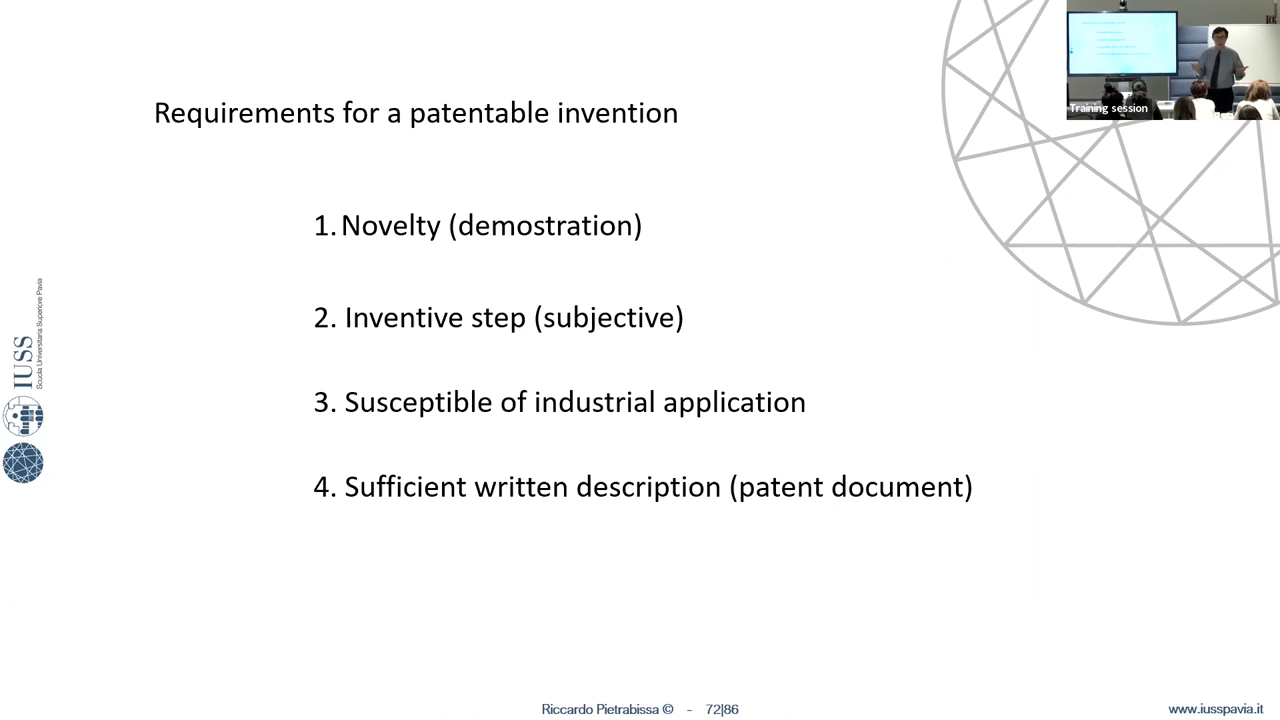 Requirements for a patentable invention
1. Novelty (demostration)
2. Inventive step (subjective)
3. Susceptible of industrial application
4. Sufficient written description (patent document)
Training session
IUSS
Scuola Universitaria Superiore Pavia
Riccardo Pietrabissa © - 72|86
www.iusspavia.it